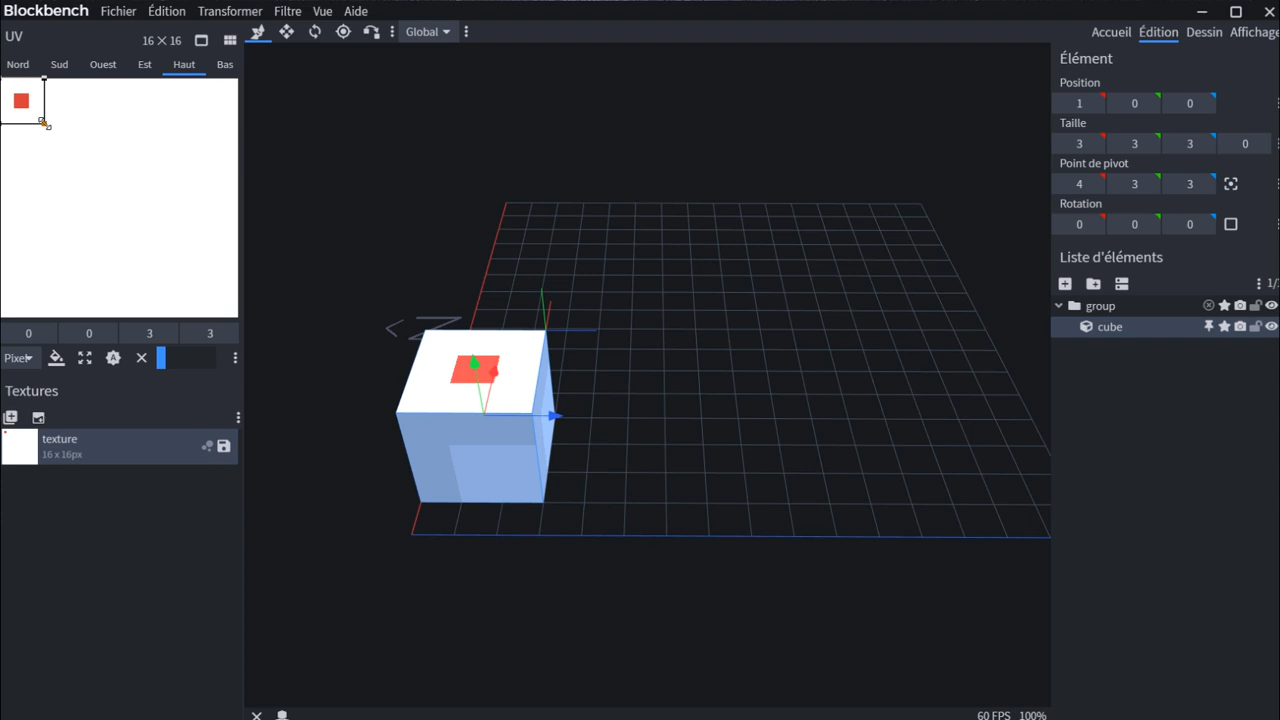 Blockbench Fichier Édition Transformer Filtre Vue Aide
UV 16×16
Global
Accueil Édition Dessin Affichage
Nord Sud Ouest Est Haut Bas
0 0 3 3
Pixel
Textures
texture
16 x 16px
Élément
Position
1 0 0
Taille
3 3 3 0
Point de pivot
4 3 3
Rotation
0 0 0
Liste d'éléments
1/
group
cube
60 FPS 100%